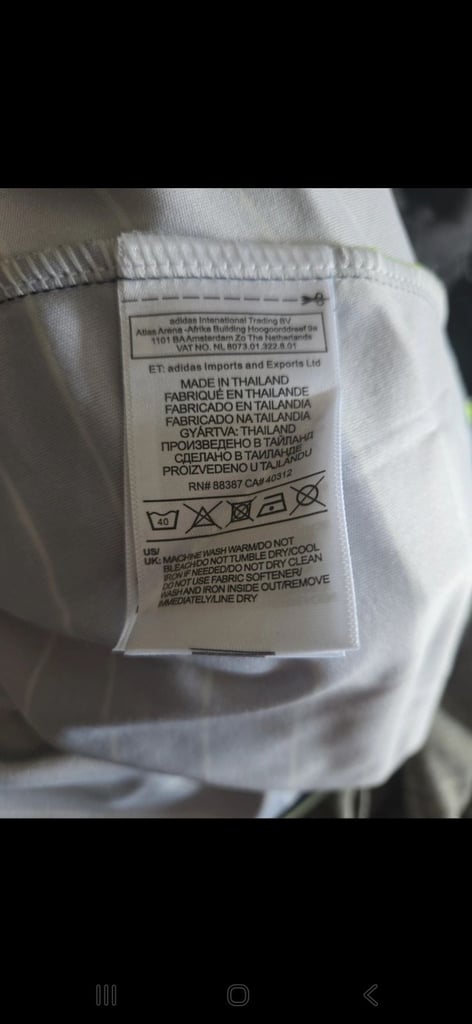 adidas International Trading BV
Atlas Arena -Afrika Building Hoogoorddreef 9a
1101 BA Amsterdam Zo The Netherlands
VAT NO. NL 8073.01.322.B.01
ET: adidas Imports and Exports Ltd
MADE IN THAILAND
FABRIQUÉ EN THAILANDE
FABRICADO EN TAILANDIA
FABRICADO NA TAILANDIA
GYÁRTVA: THAILAND
ПРОИЗВЕДЕНО В ТАЙЛАНД
СДЕЛАНО В ТАИЛАНДЕ
PROIZVEDENO U TAJLANDU
RN# 88387 CA# 40312
40
US/
UK: MACHINE WASH WARM/DO NOT
BLEACH/DO NOT TUMBLE DRY/COOL
IRON IF NEEDED/DO NOT DRY CLEAN
/DO NOT USE FABRIC SOFTENER/
WASH AND IRON INSIDE OUT/REMOVE
IMMEDIATELY/LINE DRY